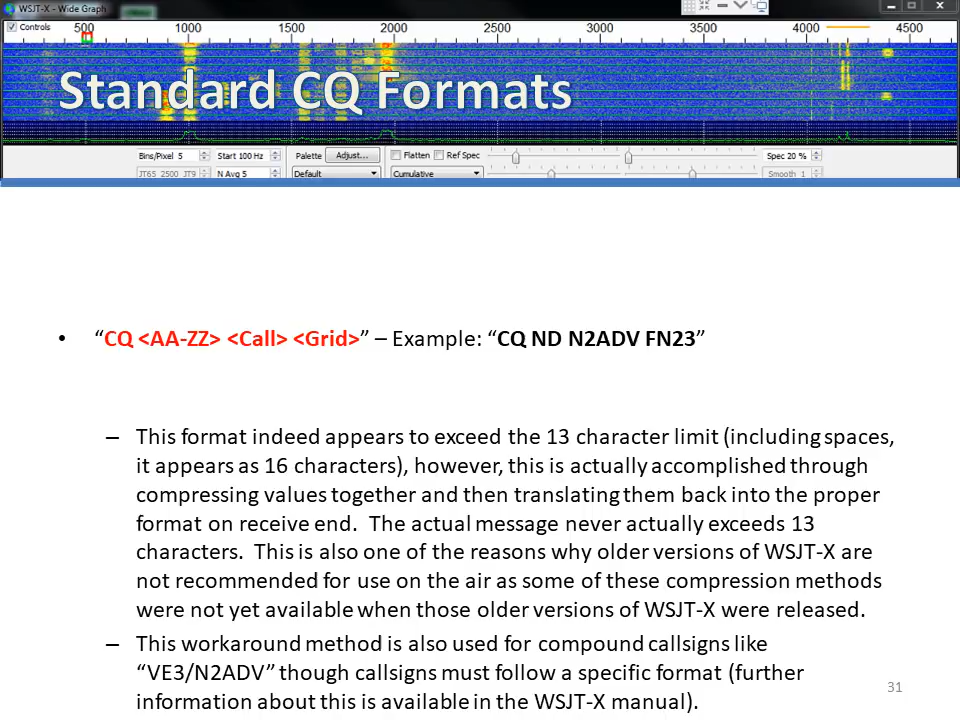 WSJT-X - Wide Graph
Controls 500 1000 1500 2000 2500 3000 3500 4000 4500
Standard CQ Formats
Bins/Pixel 5 Start 100 Hz Palette Adjust... Flatten Ref Spec Spec 20 %
JT65 2500 JT9 N Avg 5 Default Cumulative Smooth 1
• “CQ <AA-ZZ> <Call> <Grid>” – Example: “CQ ND N2ADV FN23”
– This format indeed appears to exceed the 13 character limit (including spaces,
it appears as 16 characters), however, this is actually accomplished through
compressing values together and then translating them back into the proper
format on receive end.  The actual message never actually exceeds 13
characters.  This is also one of the reasons why older versions of WSJT-X are
not recommended for use on the air as some of these compression methods
were not yet available when those older versions of WSJT-X were released.
– This workaround method is also used for compound callsigns like
“VE3/N2ADV” though callsigns must follow a specific format (further
information about this is available in the WSJT-X manual).
31